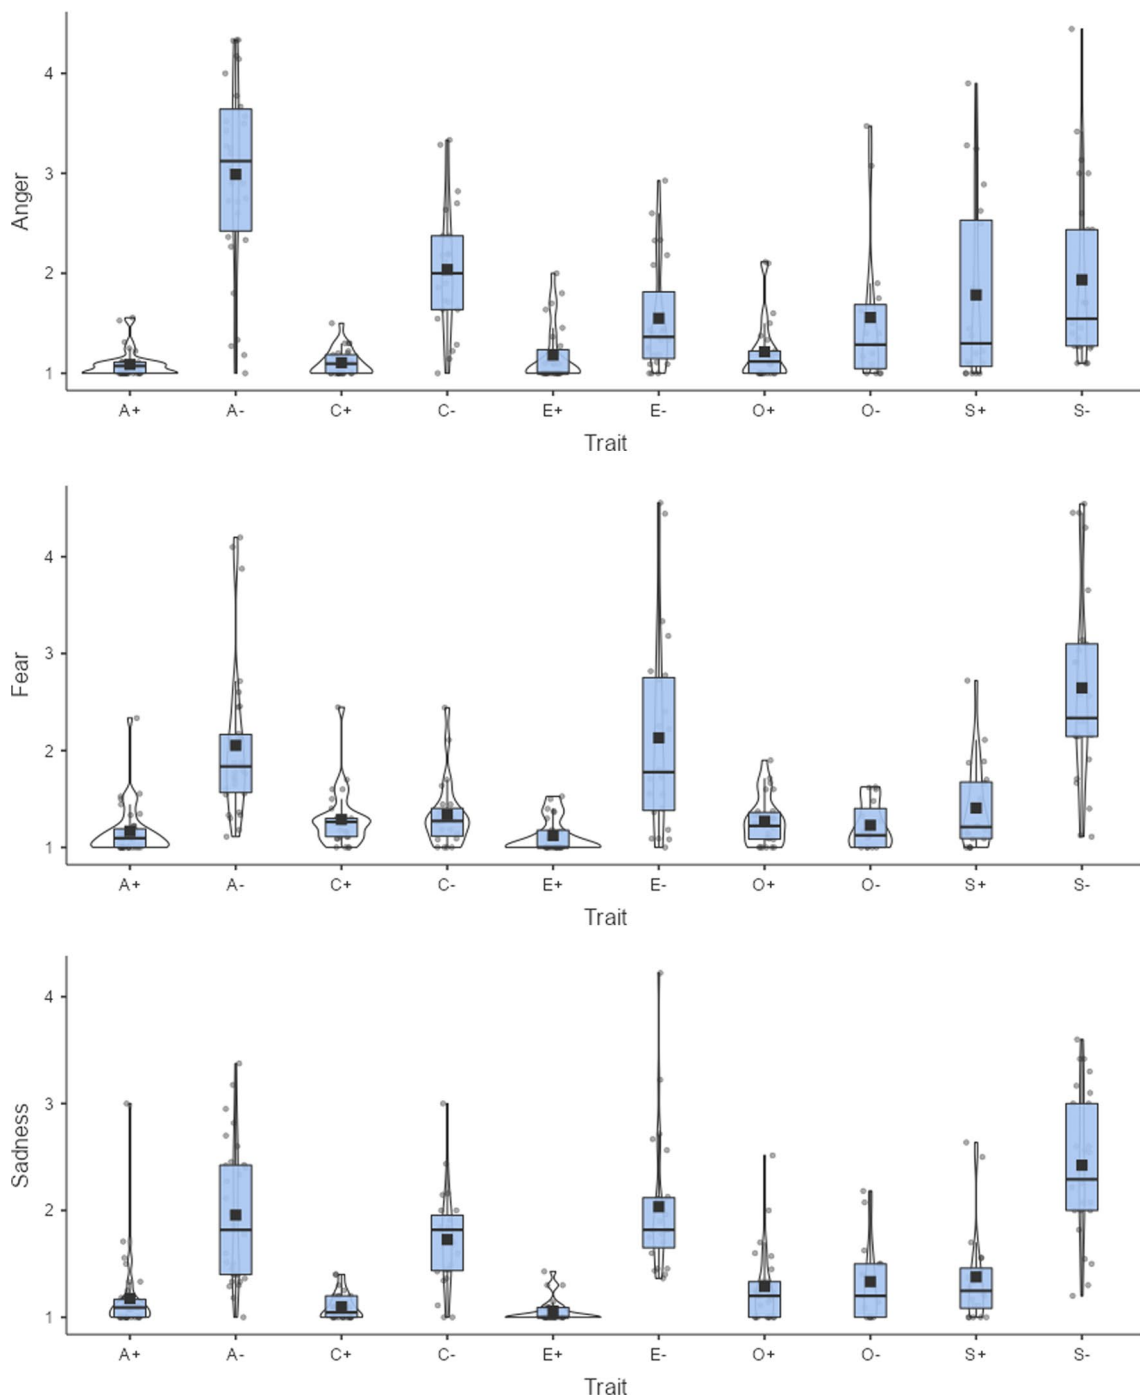 Anger
4
3
2
1
A+ A- C+ C- E+ E- O+ O- S+ S-
Trait
Fear
4
3
2
1
A+ A- C+ C- E+ E- O+ O- S+ S-
Trait
Sadness
4
3
2
1
A+ A- C+ C- E+ E- O+ O- S+ S-
Trait